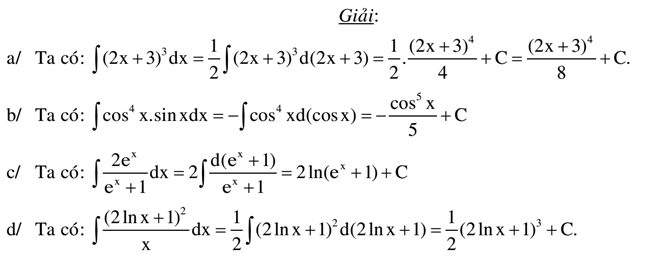 Giải:
a/ Ta có: ∫(2x + 3)³dx = 1/2 ∫(2x + 3)³d(2x + 3) = 1/2 . (2x + 3)⁴/4 + C = (2x + 3)⁴/8 + C.
b/ Ta có: ∫cos⁴ x.sin xdx = −∫cos⁴ xd(cos x) = − cos⁵ x/5 + C
c/ Ta có: ∫ 2eˣ/(eˣ + 1) dx = 2∫ d(eˣ + 1)/(eˣ + 1) = 2 ln(eˣ + 1) + C
d/ Ta có: ∫ (2 ln x + 1)²/x dx = 1/2 ∫(2 ln x + 1)²d(2 ln x + 1) = 1/2 (2 ln x + 1)³ + C.